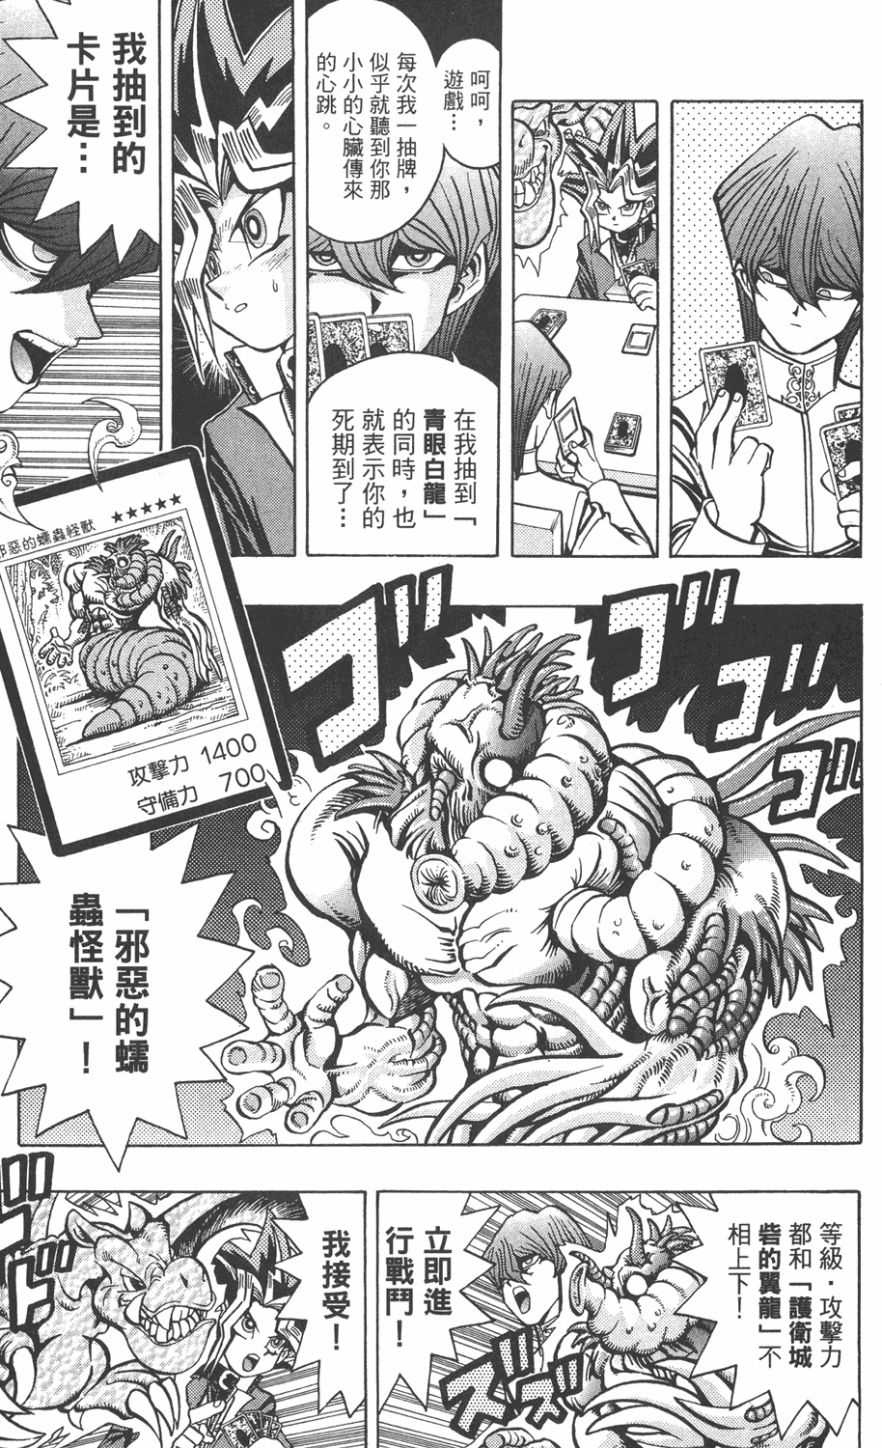 呵呵，
遊戲…
每次我一抽牌，
似乎就聽到你那
小小的心臟傳來
的心跳。
在我抽到「
青眼白龍」
的同時，也
就表示你的
死期到了…
我抽到的
卡片是…
★★★★★
邪惡的蠕蟲怪獸
攻擊力 1400
守備力 700
ゴゴゴゴ
「邪惡的蠕
蟲怪獸」！
等級．攻擊力
都和「護衛城
砦的翼龍」不
相上下！
立即進
行戰鬥！
ズズ
我接受！